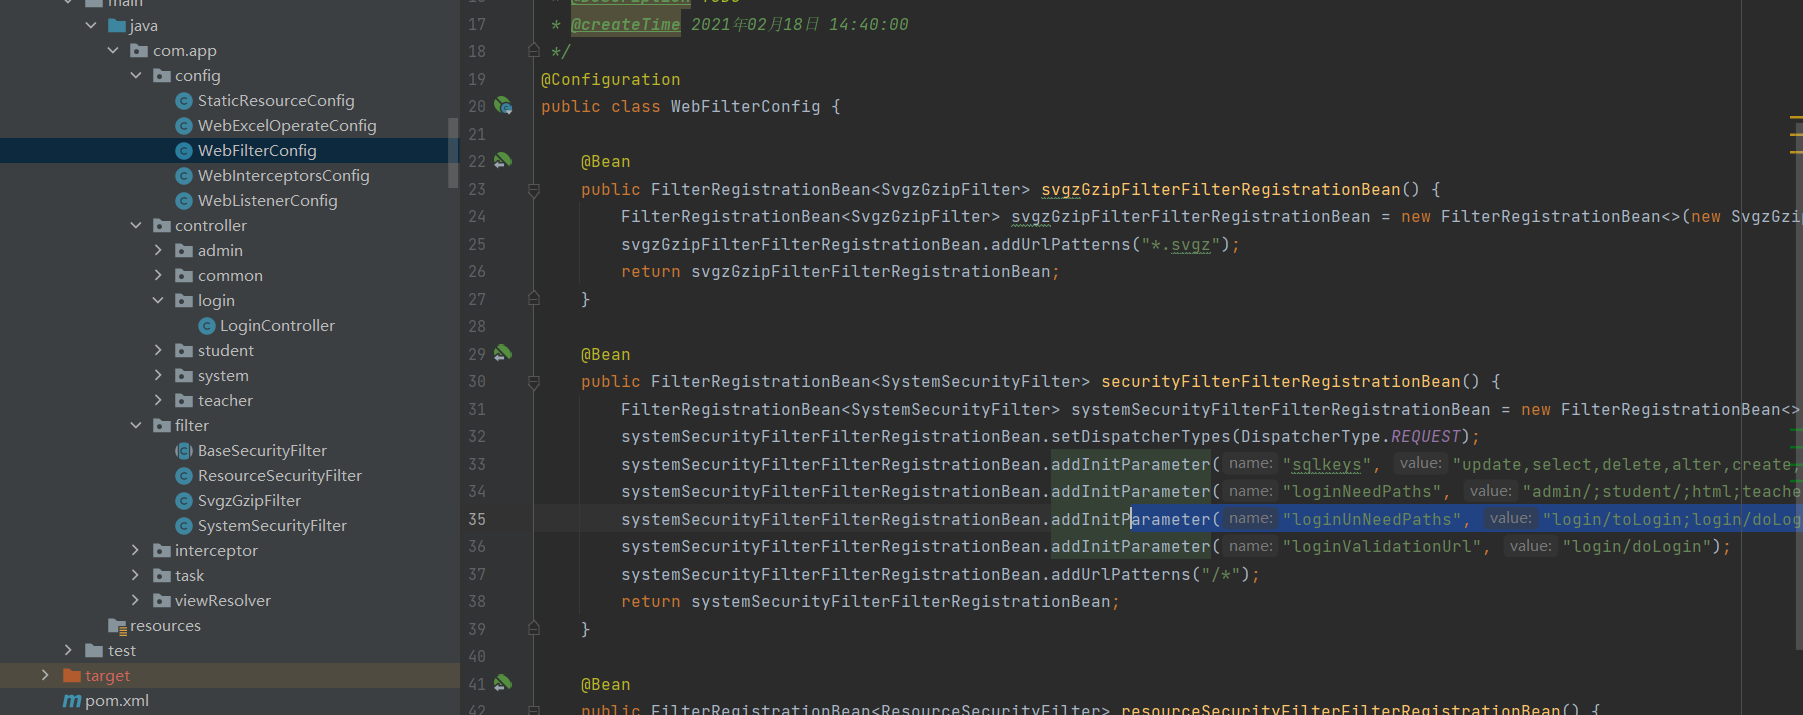 main
java
com.app
config
StaticResourceConfig
WebExcelOperateConfig
WebFilterConfig
WebInterceptorsConfig
WebListenerConfig
controller
admin
common
login
LoginController
student
system
teacher
filter
BaseSecurityFilter
ResourceSecurityFilter
SvgzGzipFilter
SystemSecurityFilter
interceptor
task
viewResolver
resources
test
target
pom.xml
16 * @Description TODO
17 * @createTime 2021年02月18日 14:40:00
18 */
19 @Configuration
20 public class WebFilterConfig {
21
22 @Bean
23 public FilterRegistrationBean<SvgzGzipFilter> svgzGzipFilterFilterRegistrationBean() {
24 FilterRegistrationBean<SvgzGzipFilter> svgzGzipFilterFilterRegistrationBean = new FilterRegistrationBean<>(new SvgzGzip
25 svgzGzipFilterFilterRegistrationBean.addUrlPatterns("*.svgz");
26 return svgzGzipFilterFilterRegistrationBean;
27 }
28
29 @Bean
30 public FilterRegistrationBean<SystemSecurityFilter> securityFilterFilterRegistrationBean() {
31 FilterRegistrationBean<SystemSecurityFilter> systemSecurityFilterFilterRegistrationBean = new FilterRegistrationBean<>
32 systemSecurityFilterFilterRegistrationBean.setDispatcherTypes(DispatcherType.REQUEST);
33 systemSecurityFilterFilterRegistrationBean.addInitParameter( name: "sqlkeys", value: "update,select,delete,alter,create,
34 systemSecurityFilterFilterRegistrationBean.addInitParameter( name: "loginNeedPaths", value: "admin/;student/;html;teache
35 systemSecurityFilterFilterRegistrationBean.addInitParameter( name: "loginUnNeedPaths", value: "login/toLogin;login/doLog
36 systemSecurityFilterFilterRegistrationBean.addInitParameter( name: "loginValidationUrl", value: "login/doLogin");
37 systemSecurityFilterFilterRegistrationBean.addUrlPatterns("/*");
38 return systemSecurityFilterFilterRegistrationBean;
39 }
40
41 @Bean
42 public FilterRegistrationBean<ResourceSecurityFilter> resourceSecurityFilterFilterRegistrationBean() {